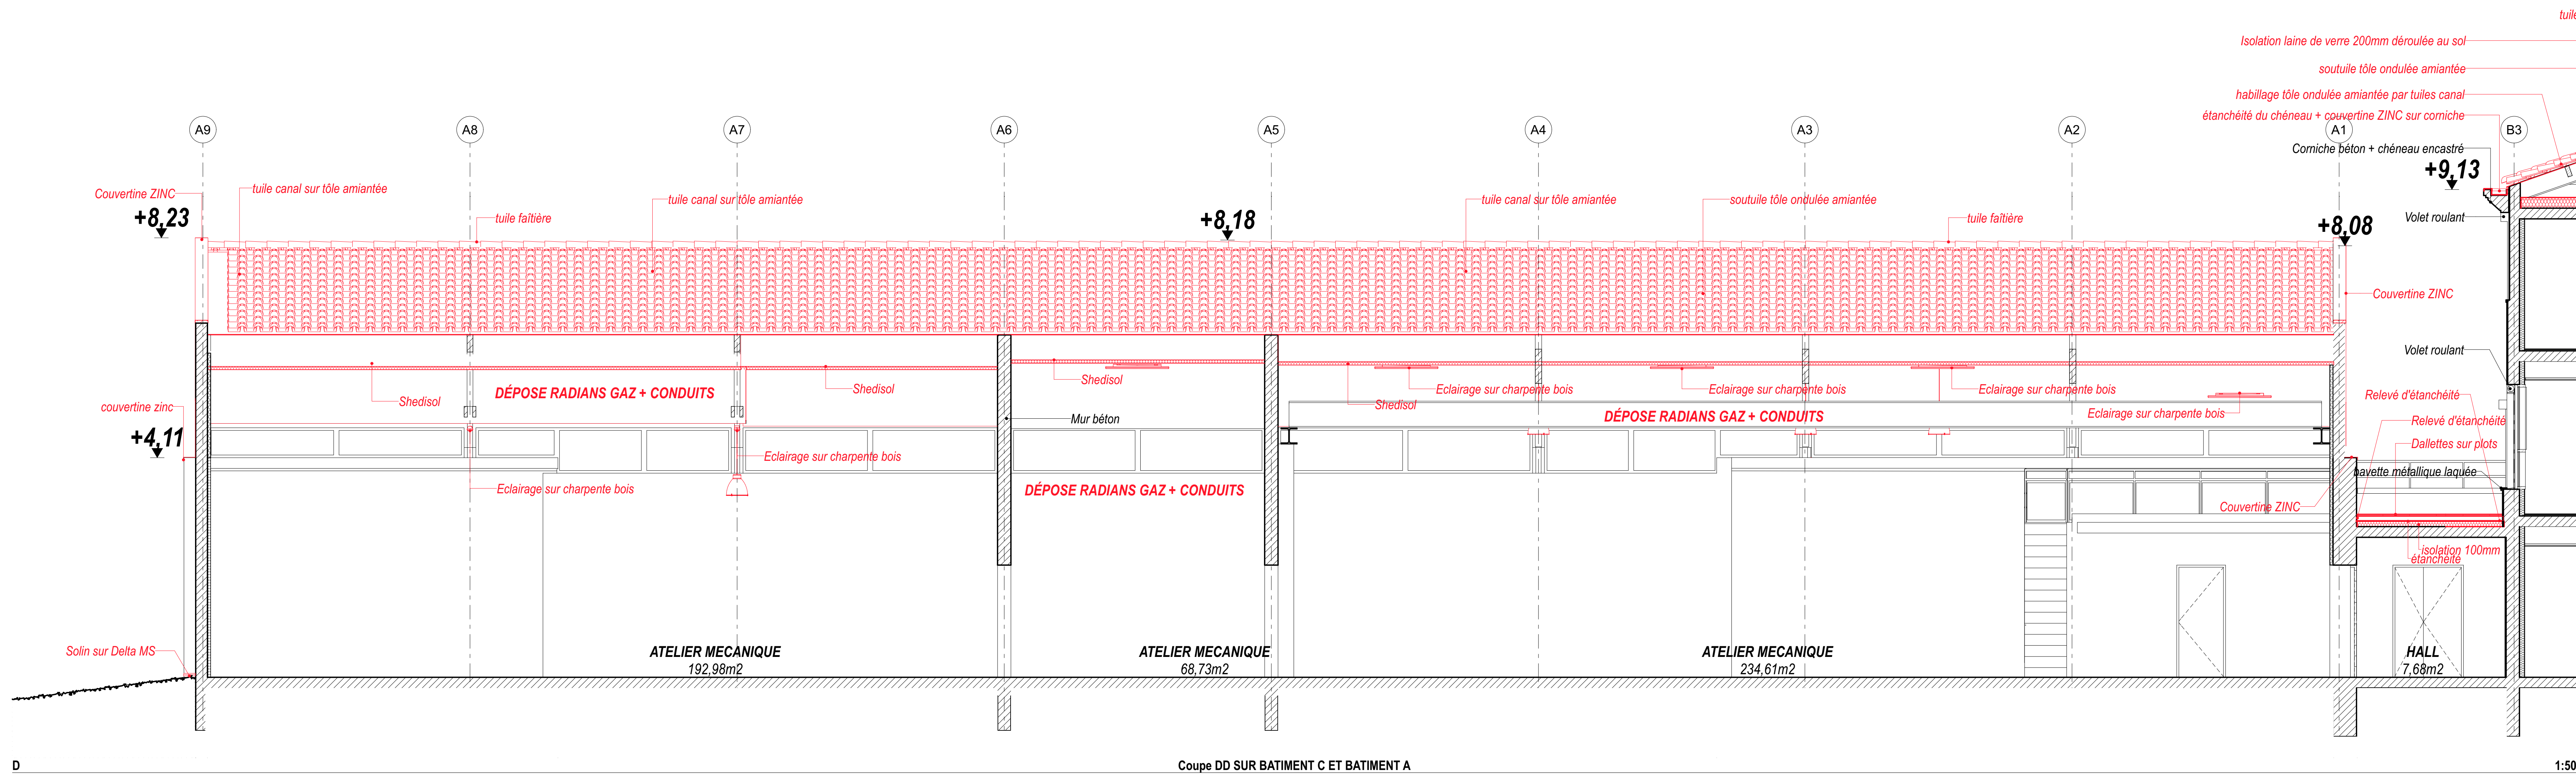 tuile
Isolation laine de verre 200mm déroulée au sol
soutuile tôle ondulée amiantée
habillage tôle ondulée amiantée par tuiles canal
étanchéité du chéneau + couvertine ZINC sur corniche
A9
A8
A7
A6
A5
A4
A3
A2
A1
B3
Corniche béton + chéneau encastré
+9,13
Couvertine ZINC
tuile canal sur tôle amiantée
tuile canal sur tôle amiantée
tuile canal sur tôle amiantée
soutuile tôle ondulée amiantée
+8,23
tuile faîtière
+8,18
tuile faîtière
+8,08
Volet roulant
Couvertine ZINC
Volet roulant
Shedisol
DÉPOSE RADIANS GAZ + CONDUITS
Shedisol
Shedisol
Shedisol
Eclairage sur charpente bois
Eclairage sur charpente bois
Eclairage sur charpente bois
Eclairage sur charpente bois
Relevé d'étanchéité
couvertine zinc
Mur béton
DÉPOSE RADIANS GAZ + CONDUITS
Relevé d'étanchéité
+4,11
Dallettes sur plots
Eclairage sur charpente bois
bavette métallique laquée
Eclairage sur charpente bois
DÉPOSE RADIANS GAZ + CONDUITS
Couvertine ZINC
isolation 100mm
étanchéité
Solin sur Delta MS
ATELIER MECANIQUE
192,98m2
ATELIER MECANIQUE
68,73m2
ATELIER MECANIQUE
234,61m2
HALL
7,68m2
D
Coupe DD SUR BATIMENT C ET BATIMENT A
1:50